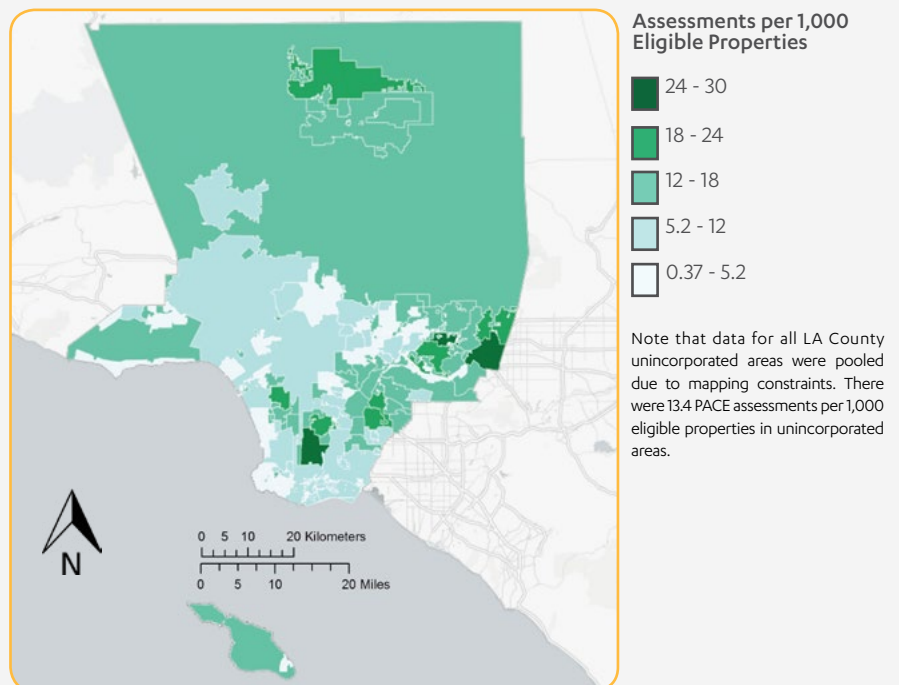 Assessments per 1,000
Eligible Properties
24 - 30
18 - 24
12 - 18
5.2 - 12
0.37 - 5.2
Note that data for all LA County
unincorporated areas were pooled
due to mapping constraints. There
were 13.4 PACE assessments per 1,000
eligible properties in unincorporated
areas.
N
0 5 10 20 Kilometers
0 5 10 20 Miles